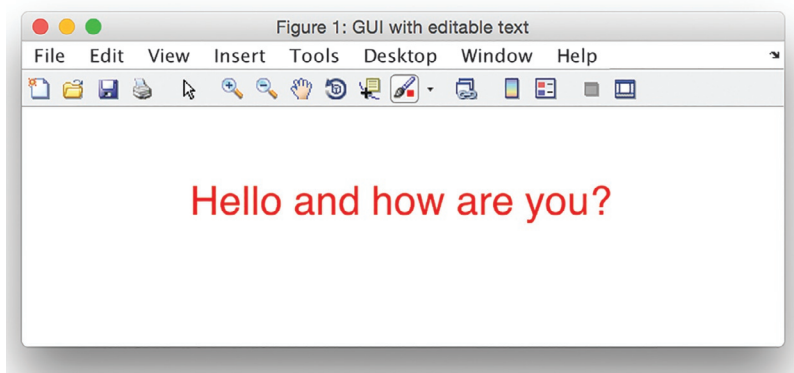 Figure 1: GUI with editable text
File Edit View Insert Tools Desktop Window Help
Hello and how are you?